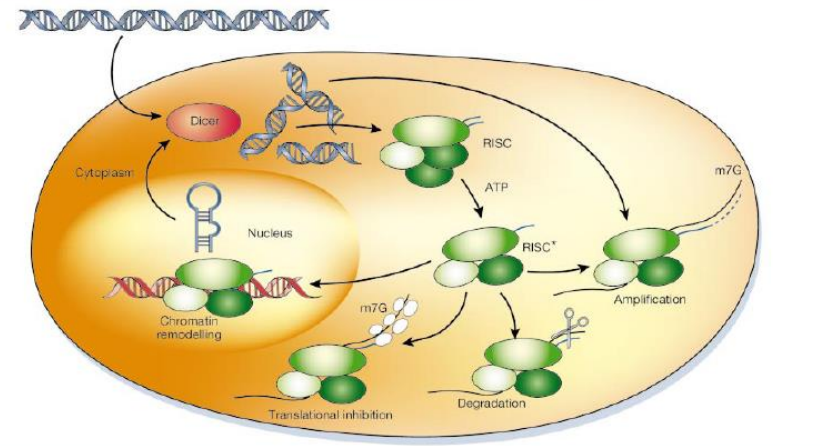 Dicer
RISC
Cytoplasm
ATP
m7G
Nucleus
RISC*
Amplification
m7G
Chromatin
remodelling
Degradation
Translational inhibition